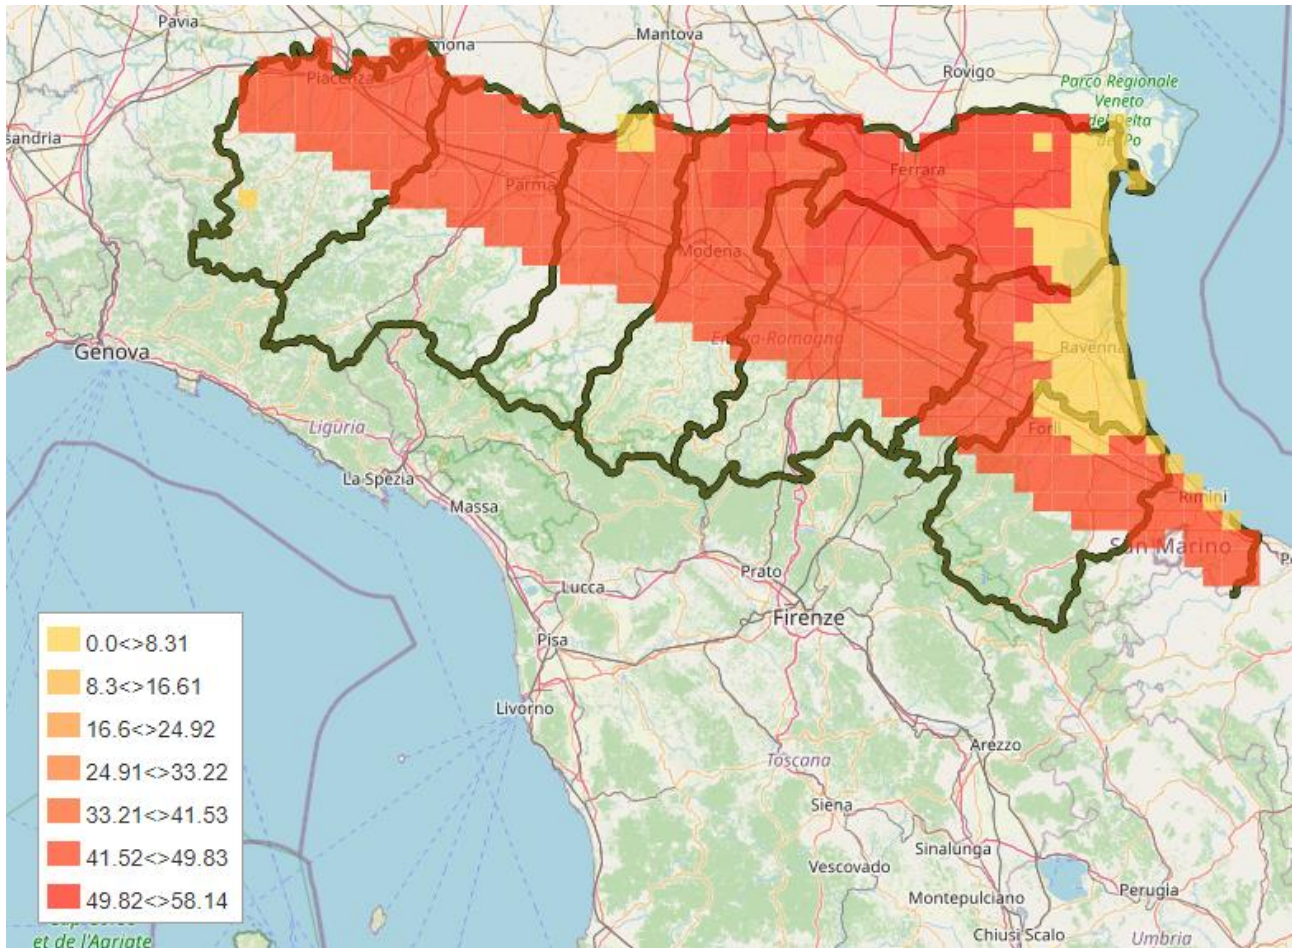 Pavia
mona
Mantova
Rovigo
Piacenza
Parco Regionale
Veneto
del Delta
del Po
sandria
Parma
Ferrara
Modena
Genova
Emilia-Romagna
Ravenna
Liguria
Forlì
La Spezia
Massa
Rimini
San Marino
Prato
Lucca
Firenze
Pisa
Livorno
Arezzo
Toscana
Siena
Sinalunga
Vescovado
Montepulciano
Perugia
Chiusi Scalo
Umbria
0.0<>8.31
8.3<>16.61
16.6<>24.92
24.91<>33.22
33.21<>41.53
41.52<>49.83
49.82<>58.14
et de l'Agriate